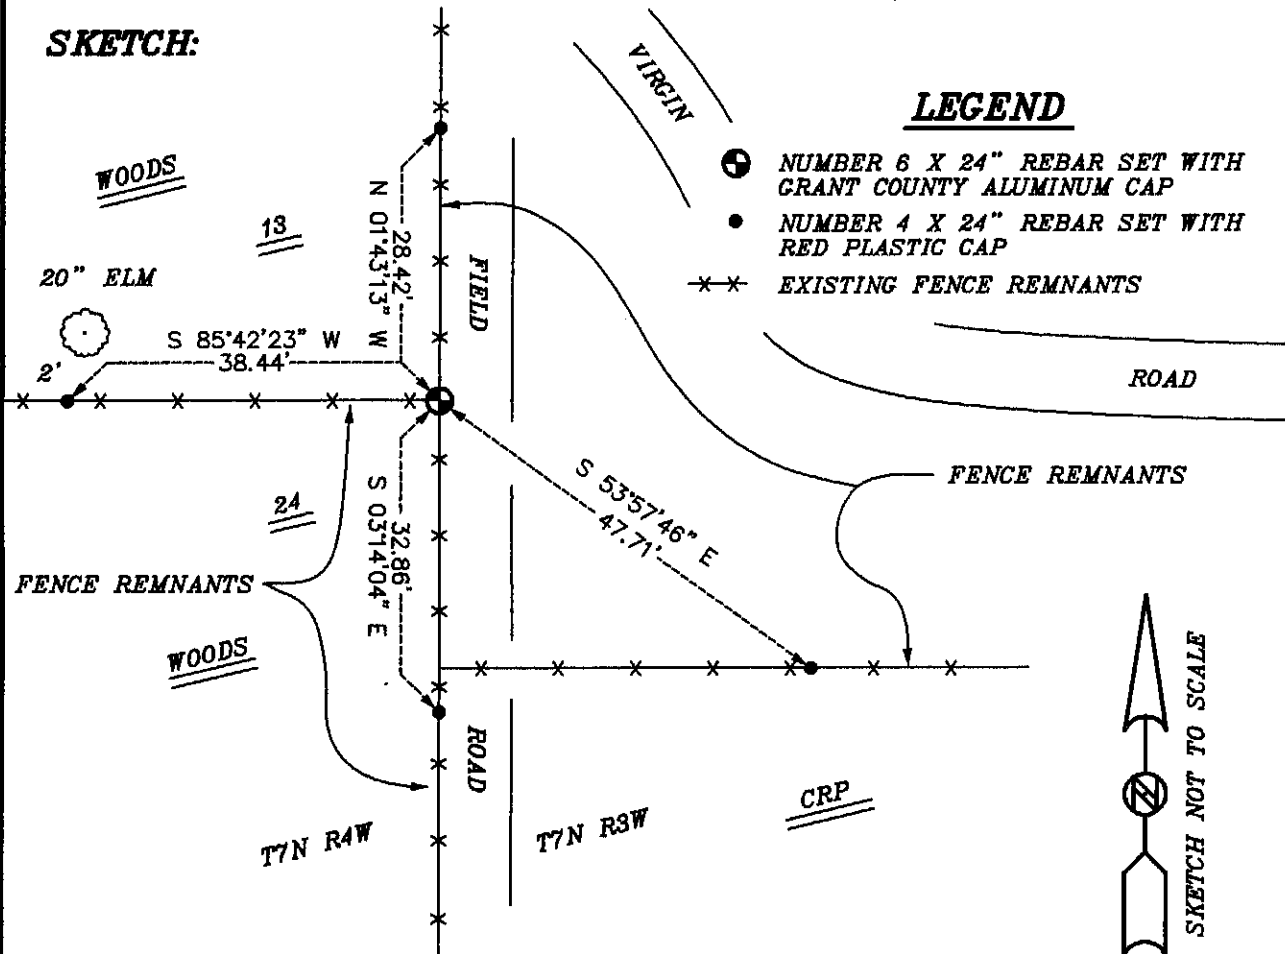 SKETCH:
VIRGIN
LEGEND
NUMBER 6 X 24" REBAR SET WITH
GRANT COUNTY ALUMINUM CAP
NUMBER 4 X 24" REBAR SET WITH
RED PLASTIC CAP
EXISTING FENCE REMNANTS
WOODS
13
20" ELM
2'
S 85°42'23" W
38.44'
N 01°43'13" W
28.42'
FIELD
ROAD
FENCE REMNANTS
S 53°57'46" E
47.71'
24
S 03°14'04" E
32.86'
FENCE REMNANTS
WOODS
ROAD
T7N R4W
T7N R3W
CRP
N
SKETCH NOT TO SCALE